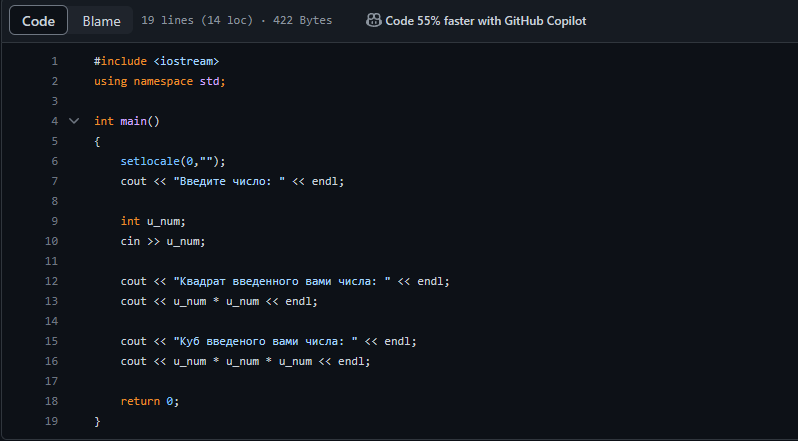 Code Blame 19 lines (14 loc) · 422 Bytes Code 55% faster with GitHub Copilot
1 #include <iostream>
2 using namespace std;
3
4 int main()
5 {
6 setlocale(0,"");
7 cout << "Введите число: " << endl;
8
9 int u_num;
10 cin >> u_num;
11
12 cout << "Квадрат введенного вами числа: " << endl;
13 cout << u_num * u_num << endl;
14
15 cout << "Куб введеного вами числа: " << endl;
16 cout << u_num * u_num * u_num << endl;
17
18 return 0;
19 }